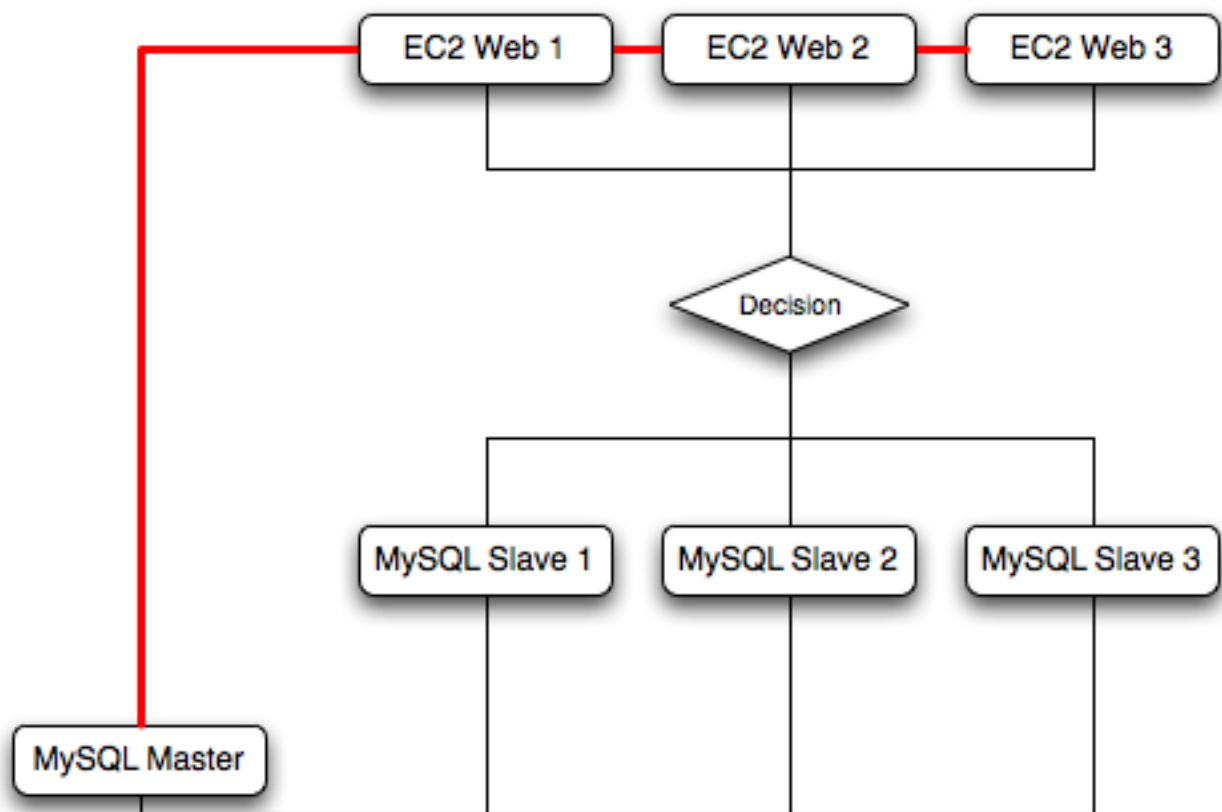 EC2 Web 1
EC2 Web 2
EC2 Web 3
Decision
MySQL Slave 1
MySQL Slave 2
MySQL Slave 3
MySQL Master